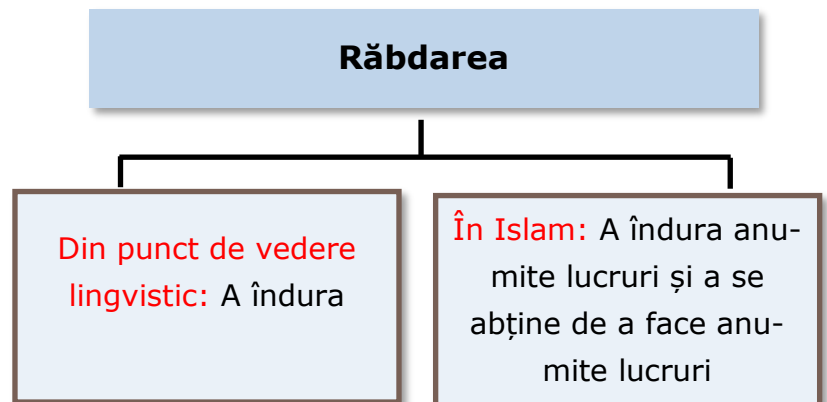 Răbdarea
Din punct de vedere
lingvistic: A îndura
În Islam: A îndura anu-
mite lucruri și a se
abține de a face anu-
mite lucruri